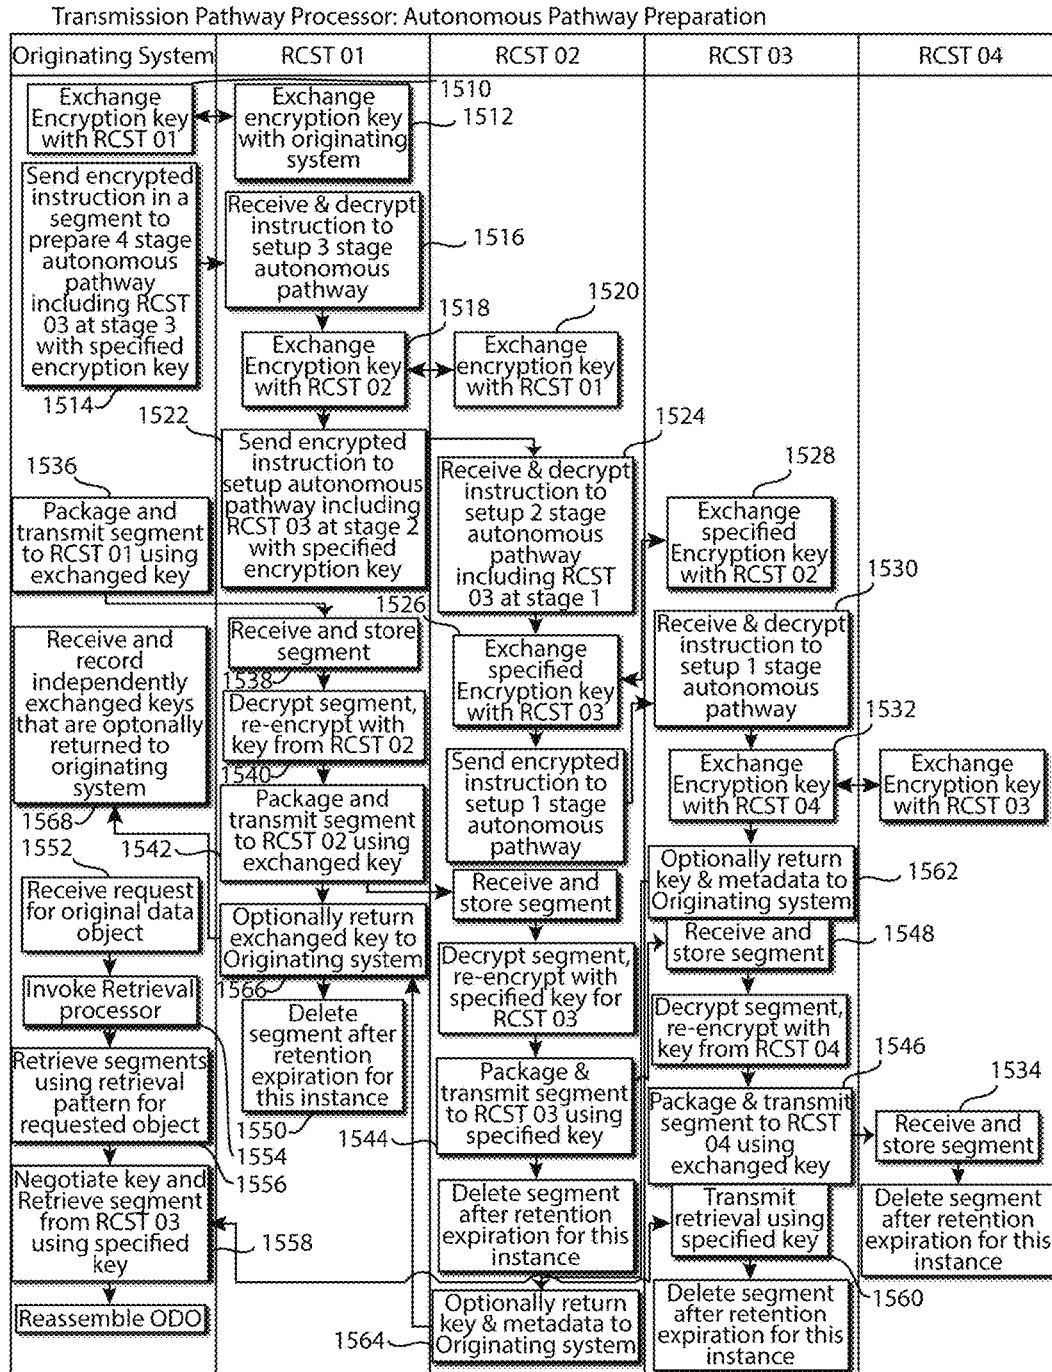 Transmission Pathway Processor: Autonomous Pathway Preparation
Originating System
RCST 01
RCST 02
RCST 03
RCST 04
Exchange
Encryption key
with RCST 01
1510
Exchange
encryption key
with originating
system
1512
Send encrypted
instruction in a
segment to
prepare 4 stage
autonomous
pathway
including RCST
03 at stage 3
with specified
encryption key
1514
Receive & decrypt
instruction to
setup 3 stage
autonomous
pathway
1516
Exchange
Encryption key
with RCST 02
1518
Exchange
encryption key
with RCST 01
1520
1522
Send encrypted
instruction to
setup autonomous
pathway including
RCST 03 at stage 2
with specified
encryption key
1524
Receive & decrypt
instruction to
setup 2 stage
autonomous
pathway
including RCST
03 at stage 1
1528
Exchange
specified
Encryption key
with RCST 02
1536
Package and
transmit segment
to RCST 01 using
exchanged key
1526
Exchange
specified
Encryption key
with RCST 03
1530
Receive & decrypt
instruction to
setup 1 stage
autonomous
pathway
Receive and store
segment
1538
Receive and
record
independently
exchanged keys
that are optonally
returned to
originating
system
1568
Decrypt segment,
re-encrypt with
key from RCST 02
1540
Send encrypted
instruction to
setup 1 stage
autonomous
pathway
1532
Exchange
Encryption key
with RCST 04
Exchange
Encryption key
with RCST 03
Package and
transmit segment
to RCST 02 using
exchanged key
1542
1552
Receive request
for original data
object
Receive and
store segment
Optionally return
key & metadata to
Originating system
1562
Optionally return
exchanged key to
Originating system
1566
Receive and
store segment
1548
Invoke Retrieval
processor
1554
Decrypt segment,
re-encrypt with
specified key for
RCST 03
Decrypt segment,
re-encrypt with
key from RCST 04
Delete
segment after
retention
expiration for
this instance
1550
Retrieve segments
using retrieval
pattern for
requested object
1556
Package &
transmit segment
to RCST 03 using
specified key
1544
1546
Package & transmit
segment to RCST
04 using
exchanged key
1534
Receive and
store segment
Negotiate key and
Retrieve segment
from RCST 03
using specified
key
1558
Delete segment
after retention
expiration for this
instance
Transmit
retrieval using
specified key
1560
Delete segment
after retention
expiration for this
instance
Reassemble ODO
Optionally return
key & metadata to
Originating system
1564
Delete segment
after retention
expiration for this
instance